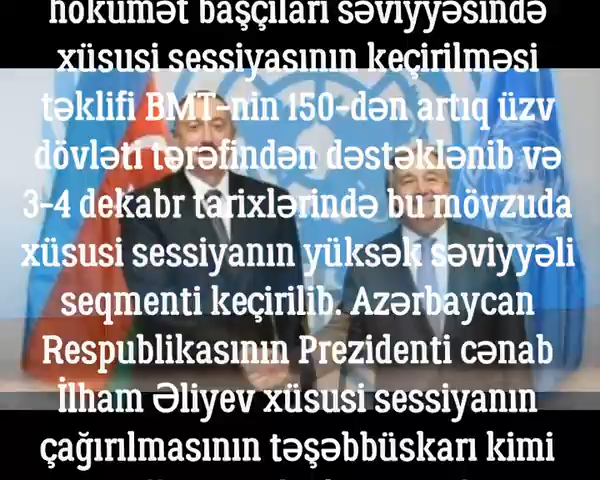 hökumət başçıları səviyyəsində
xüsusi sessiyasının keçirilməsi
təklifi BMT-nin 150-dən artıq üzv
dövləti tərəfindən dəstəklənib və
3-4 dekabr tarixlərində bu mövzuda
xüsusi sessiyanın yüksək səviyyəli
seqmenti keçirilib. Azərbaycan
Respublikasının Prezidenti cənab
İlham Əliyev xüsusi sessiyanın
çağırılmasının təşəbbüskarı kimi